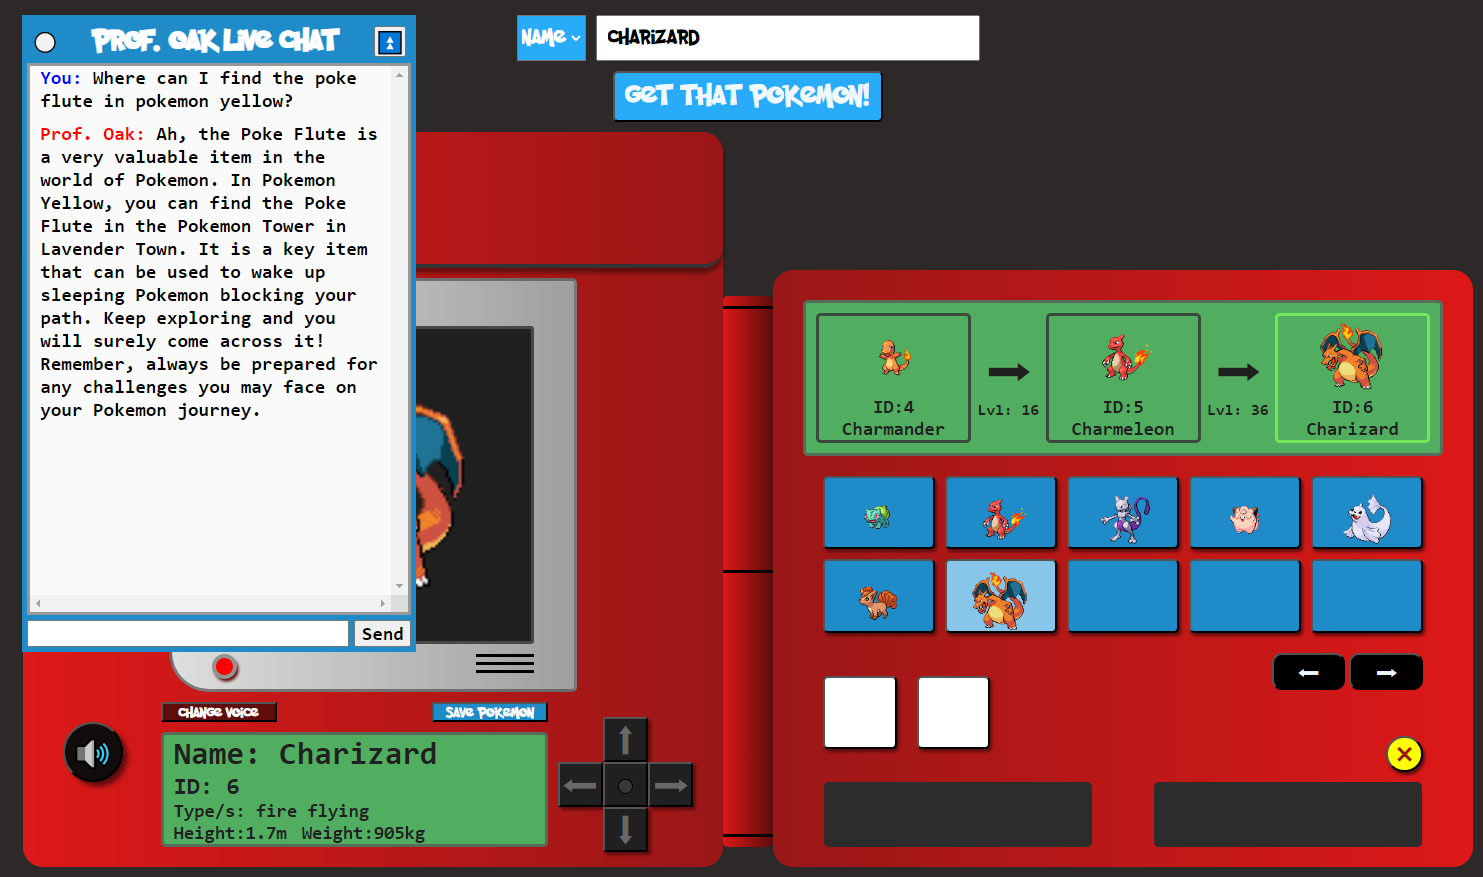 PROF. OAK LIVE CHAT
You: Where can I find the poke
flute in pokemon yellow?
Prof. Oak: Ah, the Poke Flute is
a very valuable item in the
world of Pokemon. In Pokemon
Yellow, you can find the Poke
Flute in the Pokemon Tower in
Lavender Town. It is a key item
that can be used to wake up
sleeping Pokemon blocking your
path. Keep exploring and you
will surely come across it!
Remember, always be prepared for
any challenges you may face on
your Pokemon journey.
Send
NAME
CHARIZARD
GET THAT POKEMON!
ID:4
Charmander
Lvl: 16
ID:5
Charmeleon
Lvl: 36
ID:6
Charizard
CHANGE VOICE
SAVE POKEMON
Name: Charizard
ID: 6
Type/s: fire flying
Height:1.7m Weight:905kg